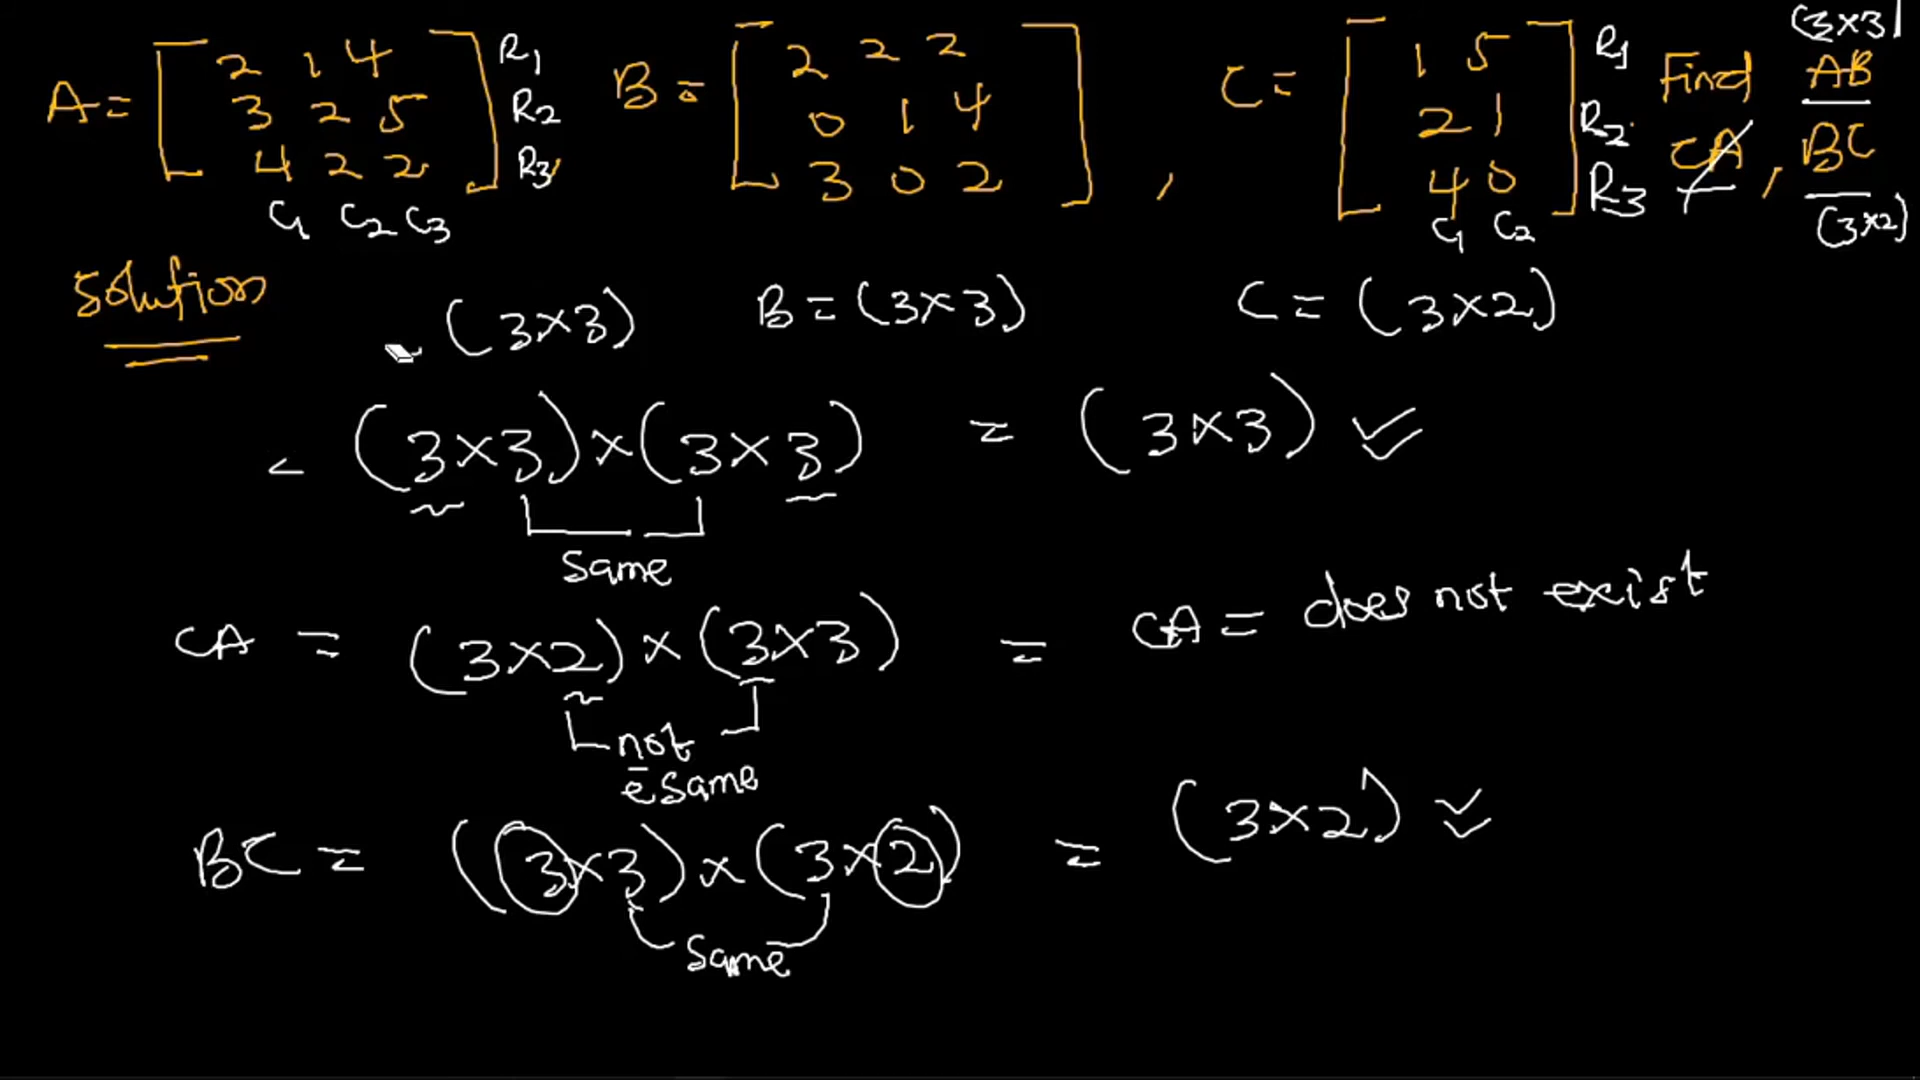 (3×3)
A = [ 2 1 4 R1 B = [ 2 2 2 ] C = [ 1 5 ] R1 Find AB
3 2 5 R2 0 1 4 2 1 R2 CA, BC
4 2 2 ] R3 3 0 2 , 4 0 R3 (3×2)
C1 C2 C3 C1 C2
Solution
(3×3) B = (3×3) C = (3×2)
(3×3)×(3×3) = (3×3)
Same
CA = (3×2)×(3×3) = CA = does not exist
not
same
BC = (3×3)×(3×2) = (3×2)
Same